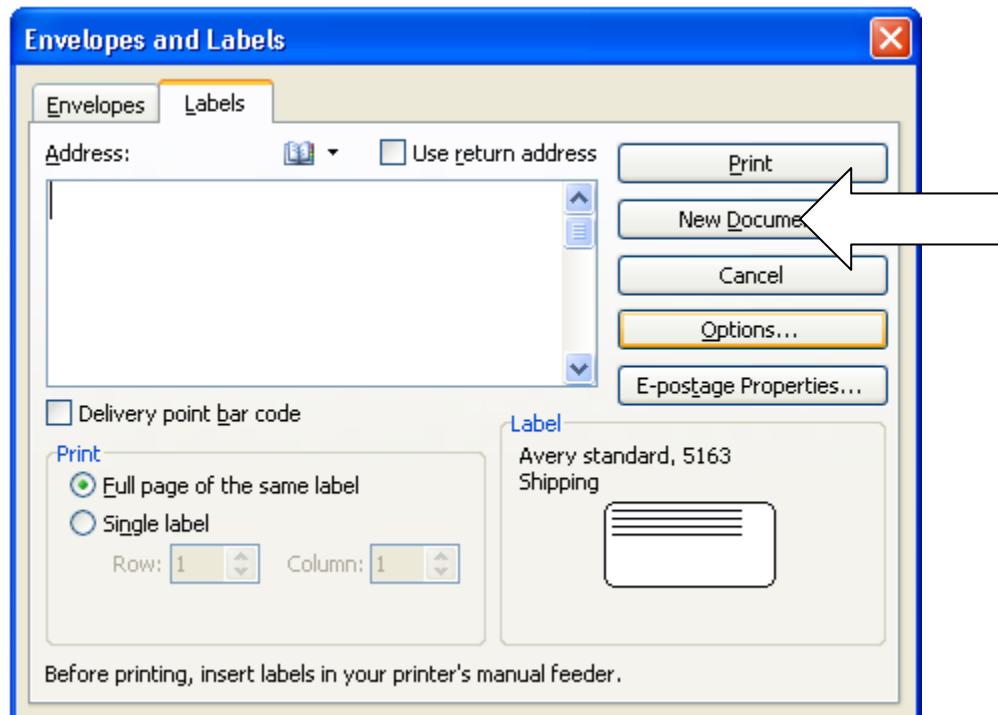 Envelopes and Labels
Envelopes Labels
Address: Use return address
Print
New Docume
Cancel
Options...
E-postage Properties...
Delivery point bar code
Label
Avery standard, 5163
Shipping
Print
Full page of the same label
Single label
Row: 1 Column: 1
Before printing, insert labels in your printer's manual feeder.